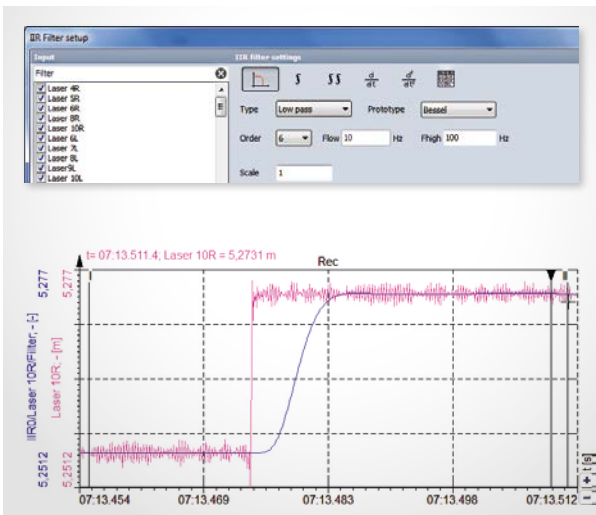 IIR Filter setup
Input
IIR filter settings
Filter
Laser 4R
Laser 5R
Laser 6R
Laser 8R
Laser 10R
Laser 6L
Laser 7L
Laser 8L
Laser9L
Laser 10L
∫ ∫∫ d/dt
Type Low pass Prototype Bessel
Order 6 Flow 10 Hz Fhigh 100 Hz
Scale 1
t= 07:13.511.4; Laser 10R = 5,2731 m
Rec
I II
5,277 5,277
IIR0/Laser 10R/Filter; - [-]
Laser 10R; - [m]
5,2512 5,2512
t [s]
07:13.454 07:13.469 07:13.483 07:13.498 07:13.512